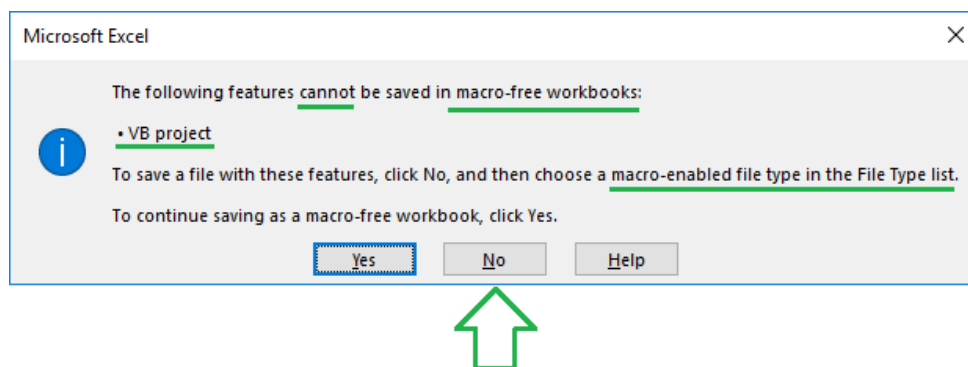 Microsoft Excel
The following features cannot be saved in macro-free workbooks:
• VB project
To save a file with these features, click No, and then choose a macro-enabled file type in the File Type list.
To continue saving as a macro-free workbook, click Yes.
Yes No Help